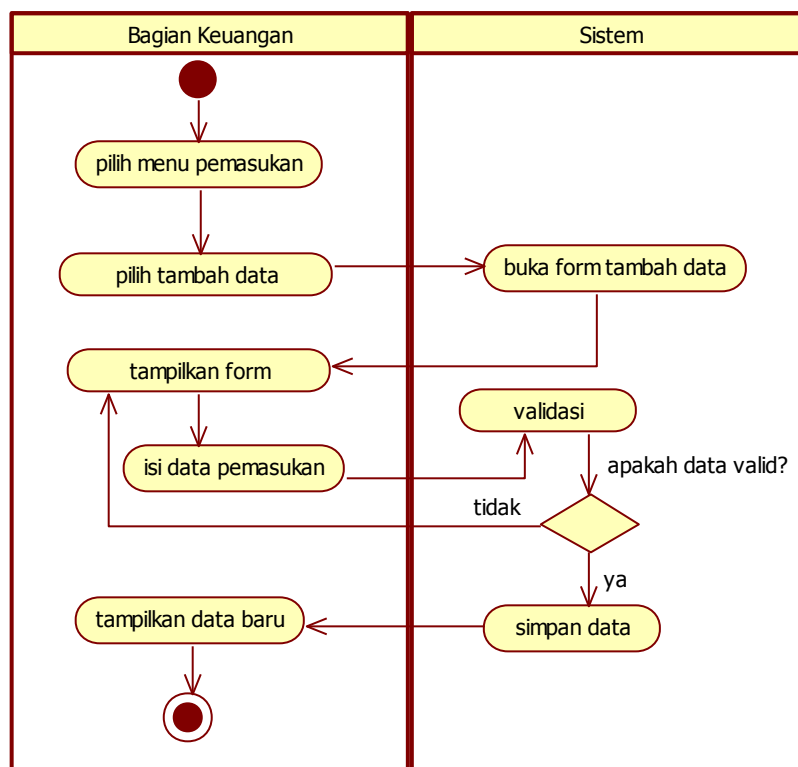 Bagian Keuangan
Sistem
pilih menu pemasukan
pilih tambah data
buka form tambah data
tampilkan form
validasi
isi data pemasukan
apakah data valid?
tidak
ya
tampilkan data baru
simpan data